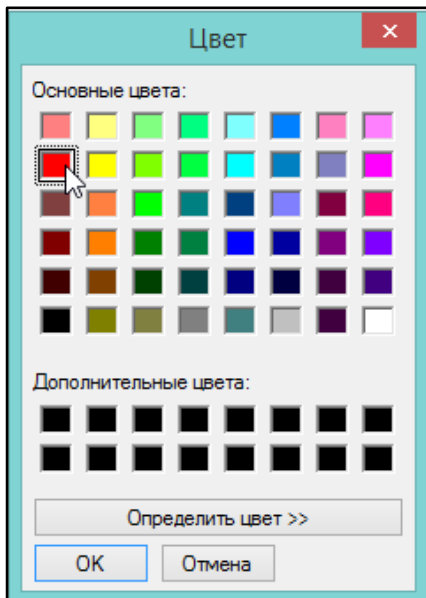 Цвет
Основные цвета:
Дополнительные цвета:
Определить цвет >>
OK
Отмена